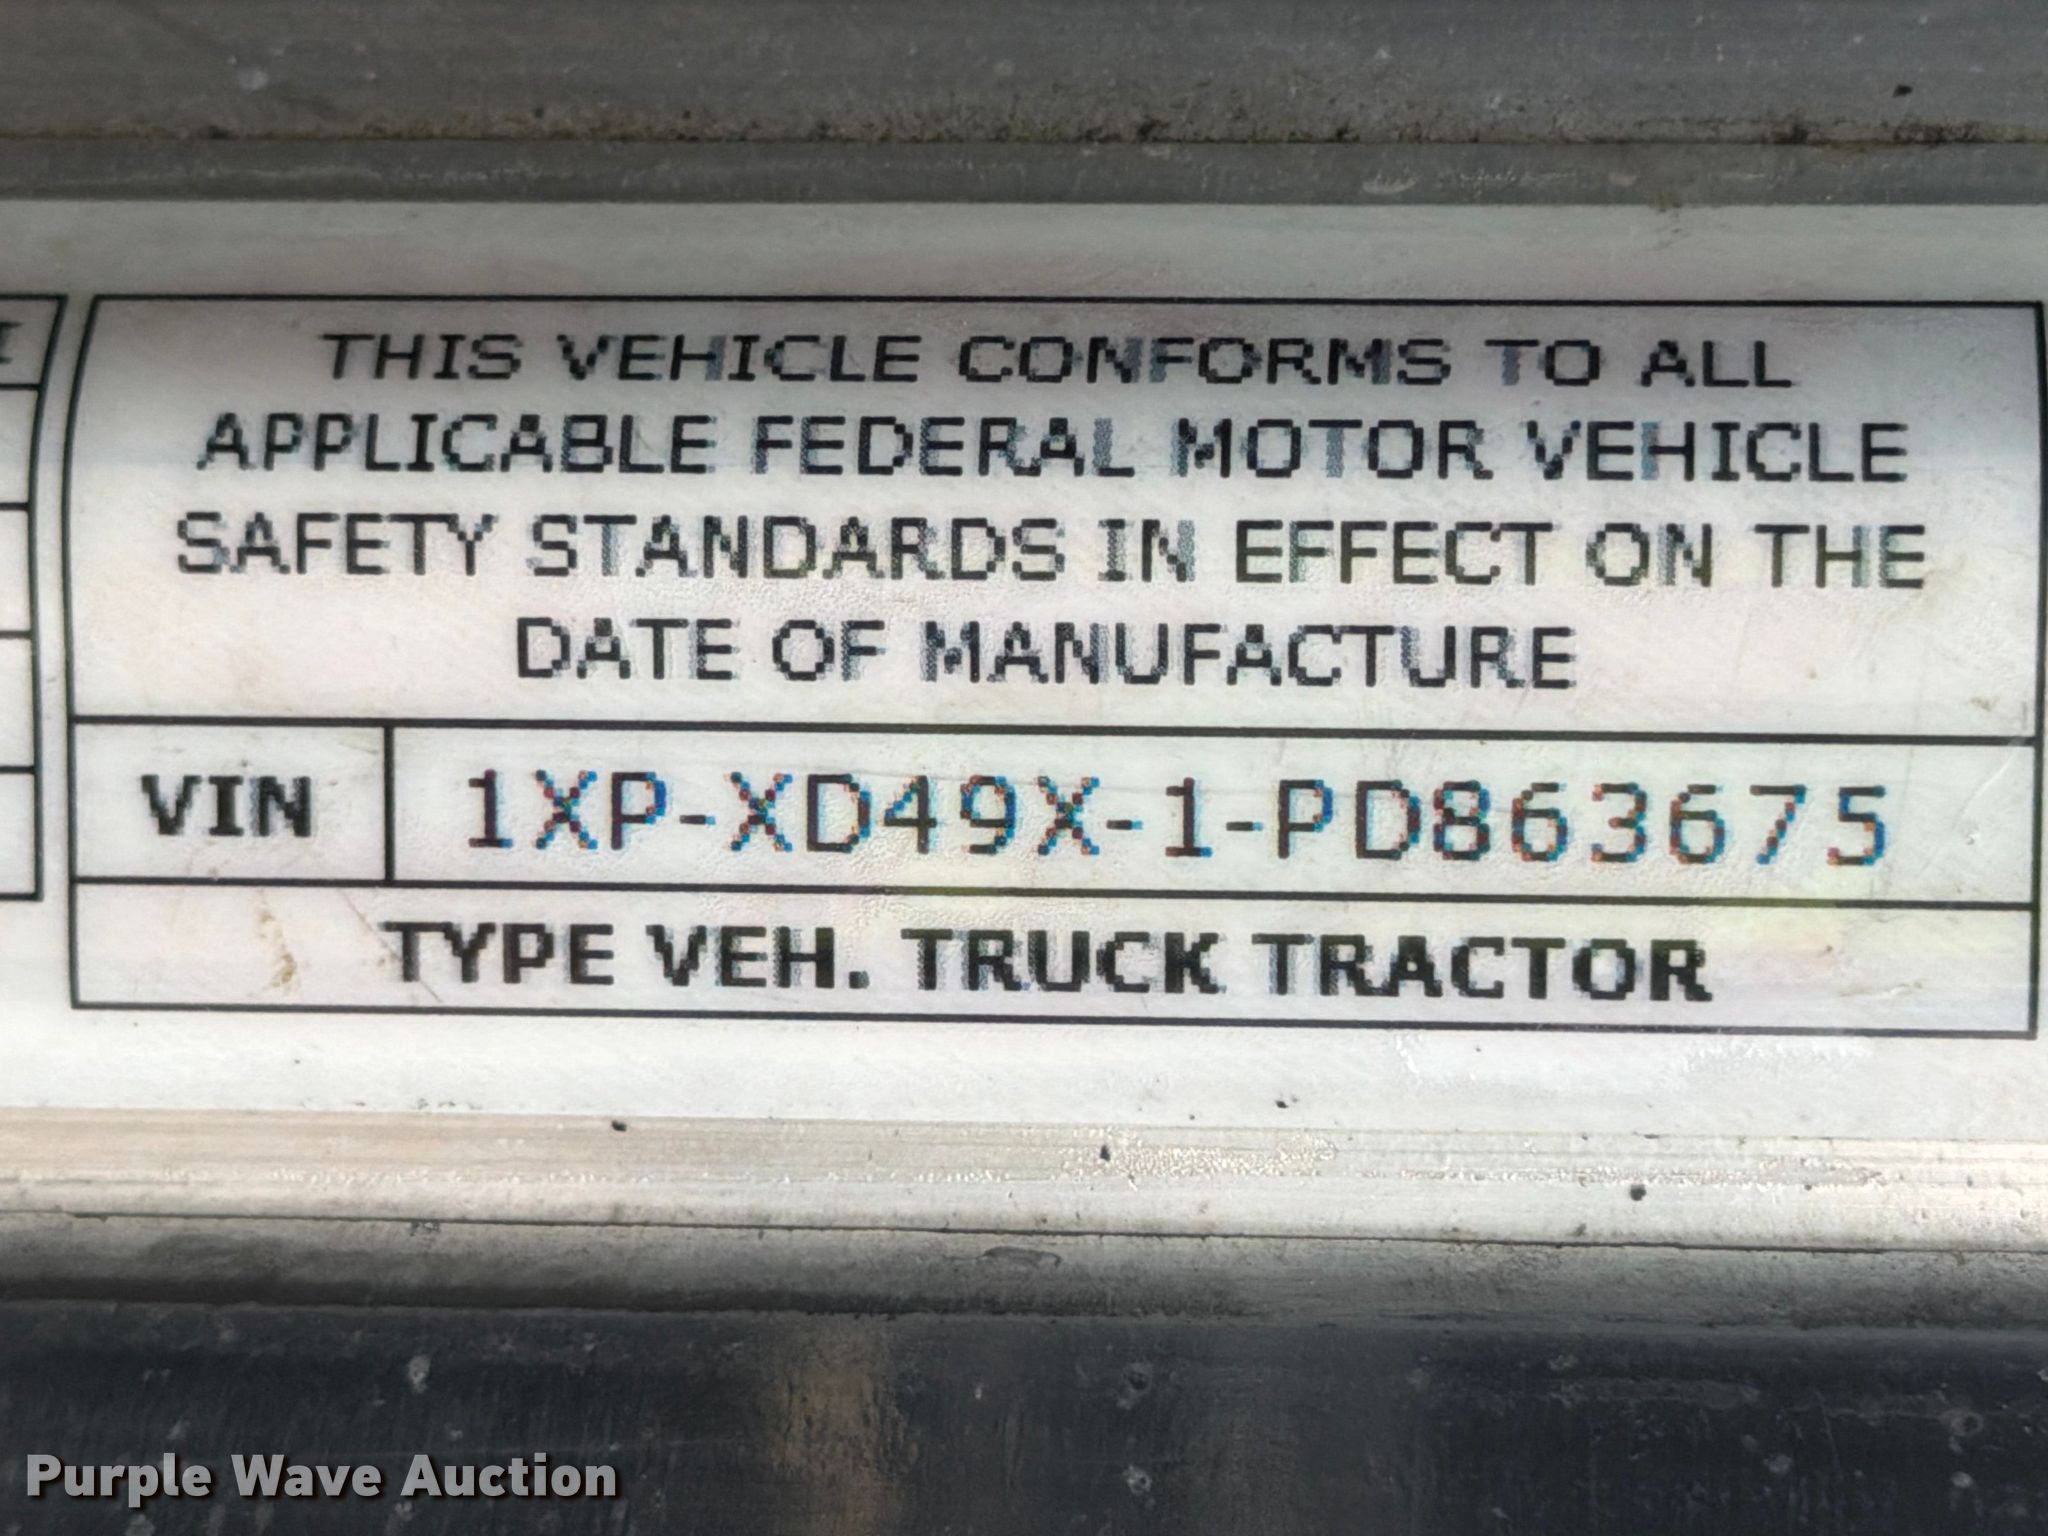 THIS VEHICLE CONFORMS TO ALL
APPLICABLE FEDERAL MOTOR VEHICLE
SAFETY STANDARDS IN EFFECT ON THE
DATE OF MANUFACTURE
VIN 1XP-XD49X-1-PD863675
TYPE VEH. TRUCK TRACTOR
Purple Wave Auction